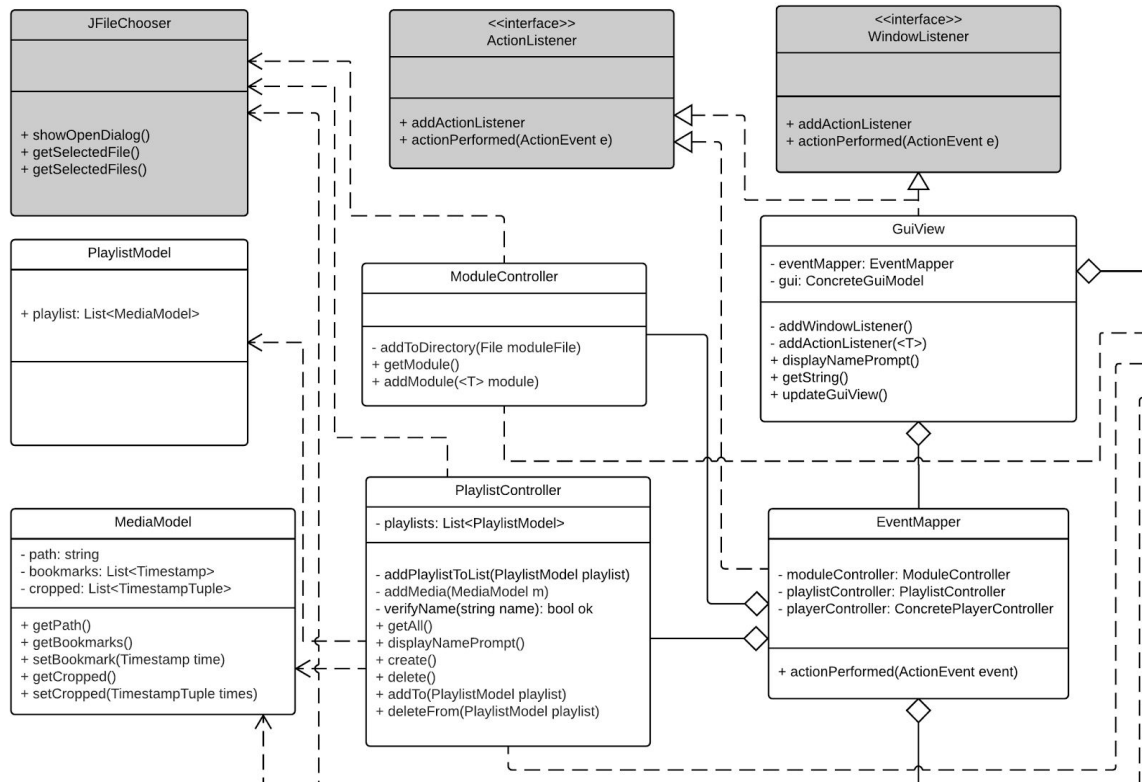 JFileChooser
+ showOpenDialog()
+ getSelectedFile()
+ getSelectedFiles()
<<interface>>
ActionListener
+ addActionListener
+ actionPerformed(ActionEvent e)
<<interface>>
WindowListener
+ addActionListener
+ actionPerformed(ActionEvent e)
PlaylistModel
+ playlist: List<MediaModel>
ModuleController
- addToDirectory(File moduleFile)
+ getModule()
+ addModule(<T> module)
GuiView
- eventMapper: EventMapper
- gui: ConcreteGuiModel
- addWindowListener()
- addActionListener(<T>)
+ displayNamePrompt()
+ getString()
+ updateGuiView()
MediaModel
- path: string
- bookmarks: List<Timestamp>
- cropped: List<TimestampTuple>
+ getPath()
+ getBookmarks()
+ setBookmark(Timestamp time)
+ getCropped()
+ setCropped(TimestampTuple times)
PlaylistController
- playlists: List<PlaylistModel>
- addPlaylistToList(PlaylistModel playlist)
- addMedia(MediaModel m)
- verifyName(string name): bool ok
+ getAll()
+ displayNamePrompt()
+ create()
+ delete()
+ addTo(PlaylistModel playlist)
+ deleteFrom(PlaylistModel playlist)
EventMapper
- moduleController: ModuleController
- playlistController: PlaylistController
- playerController: ConcretePlayerController
+ actionPerformed(ActionEvent event)